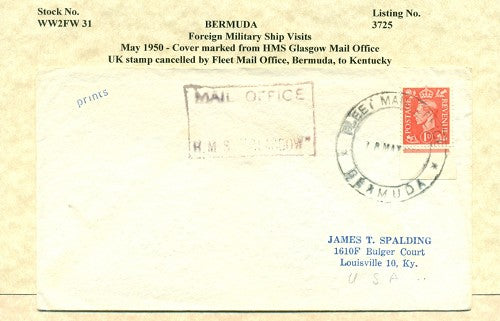 Stock No.
WW2FW 31
BERMUDA
Listing No.
3725
Foreign Military Ship Visits
May 1950 - Cover marked from HMS Glasgow Mail Office
UK stamp cancelled by Fleet Mail Office, Bermuda, to Kentucky
prints
MAIL OFFICE
H.M.S.
FLEET
MAY
BERMUDA
POSTAGE
REVENUE
1D
JAMES T. SPALDING
1610F Bulger Court
Louisville 10, Ky.
U S A